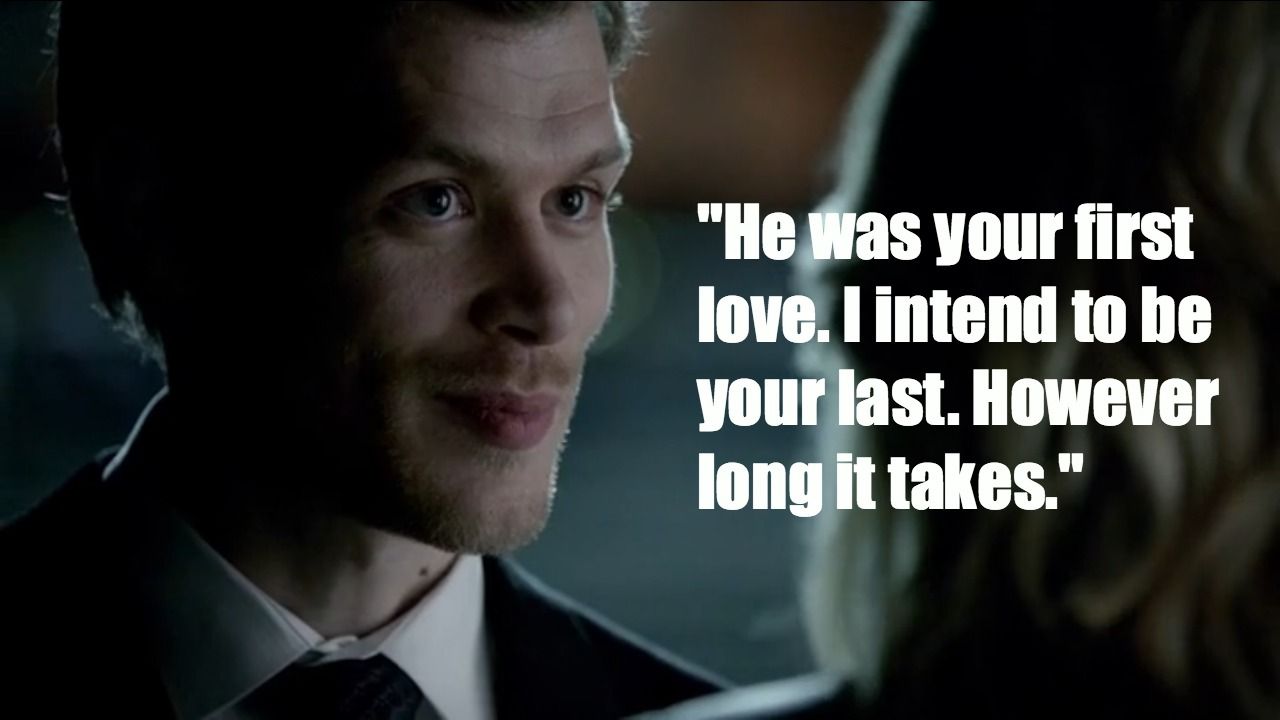 "He was your first
love. I intend to be
your last. However
long it takes."